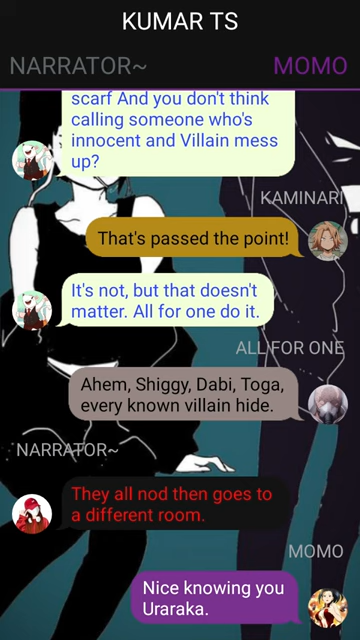 KUMAR TS
NARRATOR~
MOMO
scarf And you don't think
calling someone who's
innocent and Villain mess
up?
KAMINARI
That's passed the point!
It's not, but that doesn't
matter. All for one do it.
ALL FOR ONE
Ahem, Shiggy, Dabi, Toga,
every known villain hide.
NARRATOR~
They all nod then goes to
a different room.
MOMO
Nice knowing you
Uraraka.